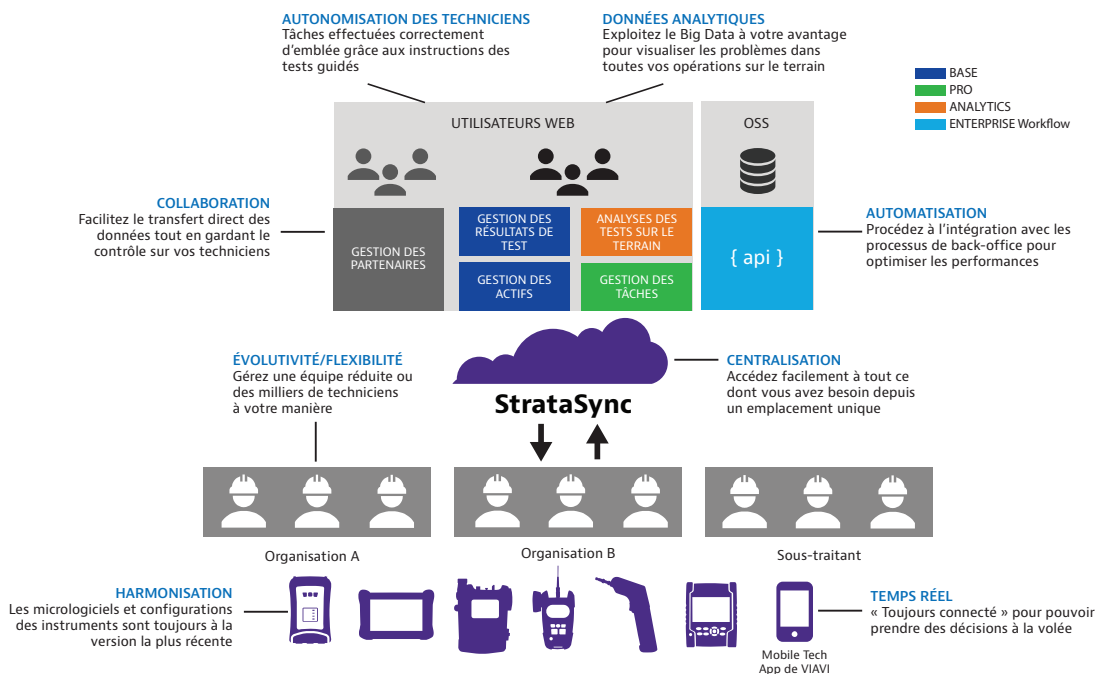 AUTONOMISATION DES TECHNICIENS
Tâches effectuées correctement
d'emblée grâce aux instructions des
tests guidés
DONNÉES ANALYTIQUES
Exploitez le Big Data à votre avantage
pour visualiser les problèmes dans
toutes vos opérations sur le terrain
BASE
PRO
ANALYTICS
ENTERPRISE Workflow
UTILISATEURS WEB
OSS
COLLABORATION
Facilitez le transfert direct des
données tout en gardant le
contrôle sur vos techniciens
GESTION DES
PARTENAIRES
GESTION DES
RÉSULTATS DE
TEST
ANALYSES DES
TESTS SUR LE
TERRAIN
GESTION DES
ACTIFS
GESTION DES
TÂCHES
{ api }
AUTOMATISATION
Procédez à l'intégration avec les
processus de back-office pour
optimiser les performances
ÉVOLUTIVITÉ/FLEXIBILITÉ
Gérez une équipe réduite ou
des milliers de techniciens
à votre manière
StrataSync
CENTRALISATION
Accédez facilement à tout ce
dont vous avez besoin depuis
un emplacement unique
Organisation A
Organisation B
Sous-traitant
HARMONISATION
Les micrologiciels et configurations
des instruments sont toujours à la
version la plus récente
TEMPS RÉEL
« Toujours connecté » pour pouvoir
prendre des décisions à la volée
Mobile Tech
App de VIAVI